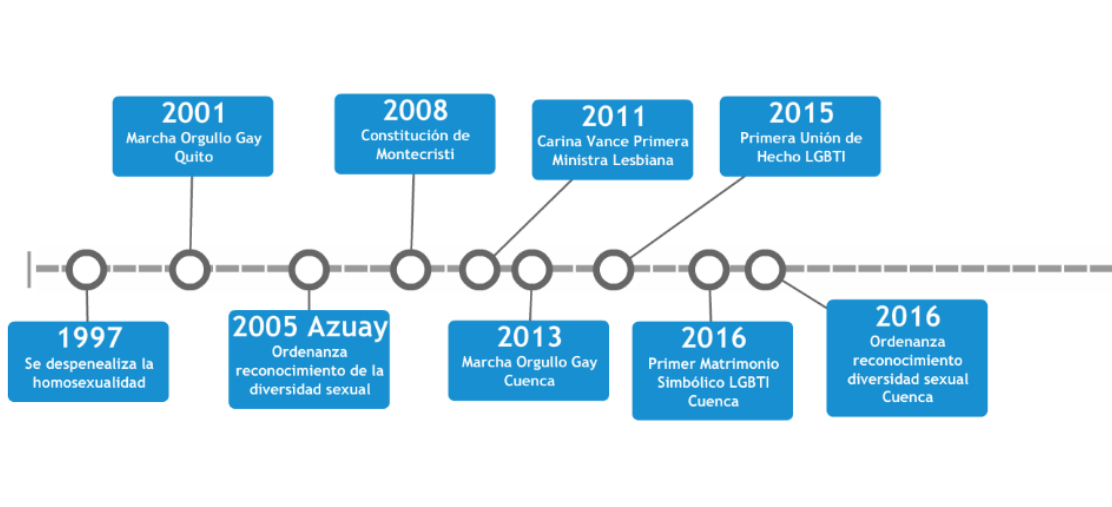 2001
Marcha Orgullo Gay
Quito
2008
Constitución de
Montecristi
2011
Carina Vance Primera
Ministra Lesbiana
2015
Primera Unión de
Hecho LGBTI
1997
Se despenealiza la
homosexualidad
2005 Azuay
Ordenanza
reconocimiento de la
diversidad sexual
2013
Marcha Orgullo Gay
Cuenca
2016
Primer Matrimonio
Simbólico LGBTI
Cuenca
2016
Ordenanza
reconocimiento
diversidad sexual
Cuenca